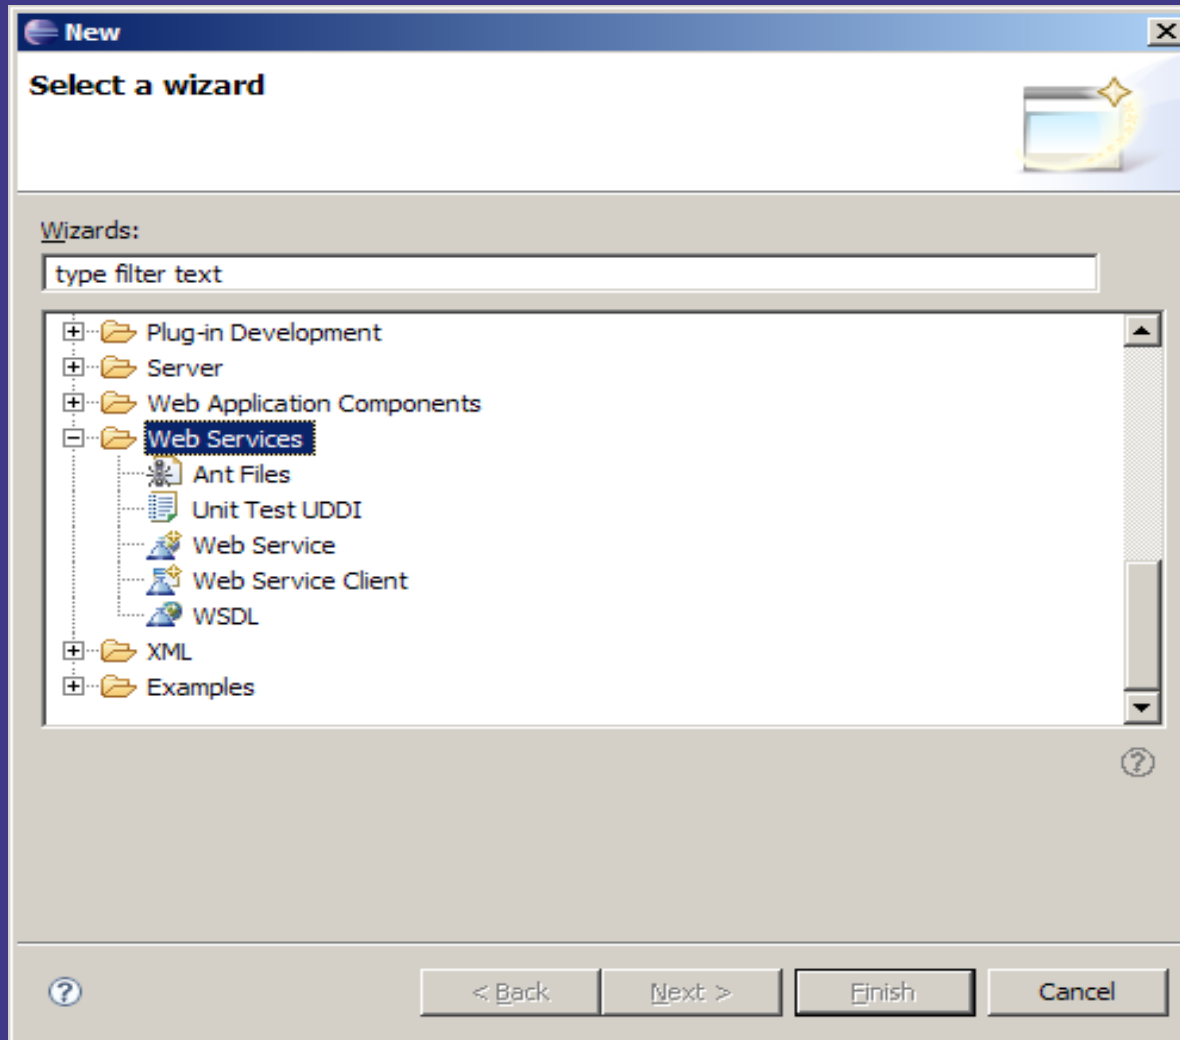 New
Select a wizard
Wizards:
type filter text
Plug-in Development
Server
Web Application Components
Web Services
Ant Files
Unit Test UDDI
Web Service
Web Service Client
WSDL
XML
Examples
< Back Next > Finish Cancel